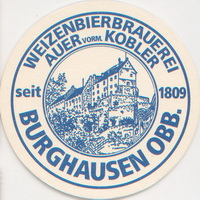 WEIZENBIERBRAUEREI
AUER VORM. KOBLER
seit 1809
BURGHAUSEN OBB.